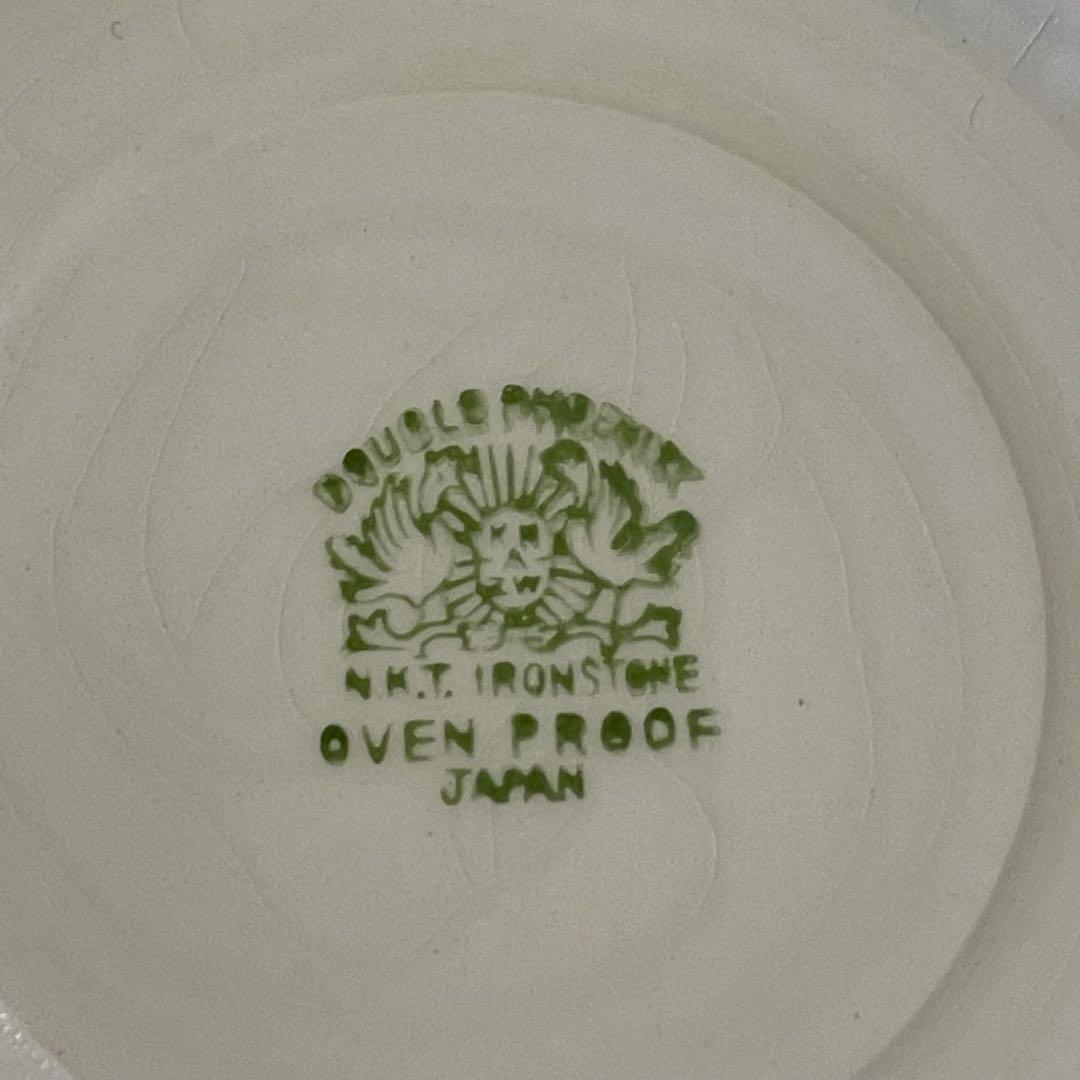 DOUBLE PHOENIX
N.K.T. IRONSTONE
OVEN PROOF
JAPAN